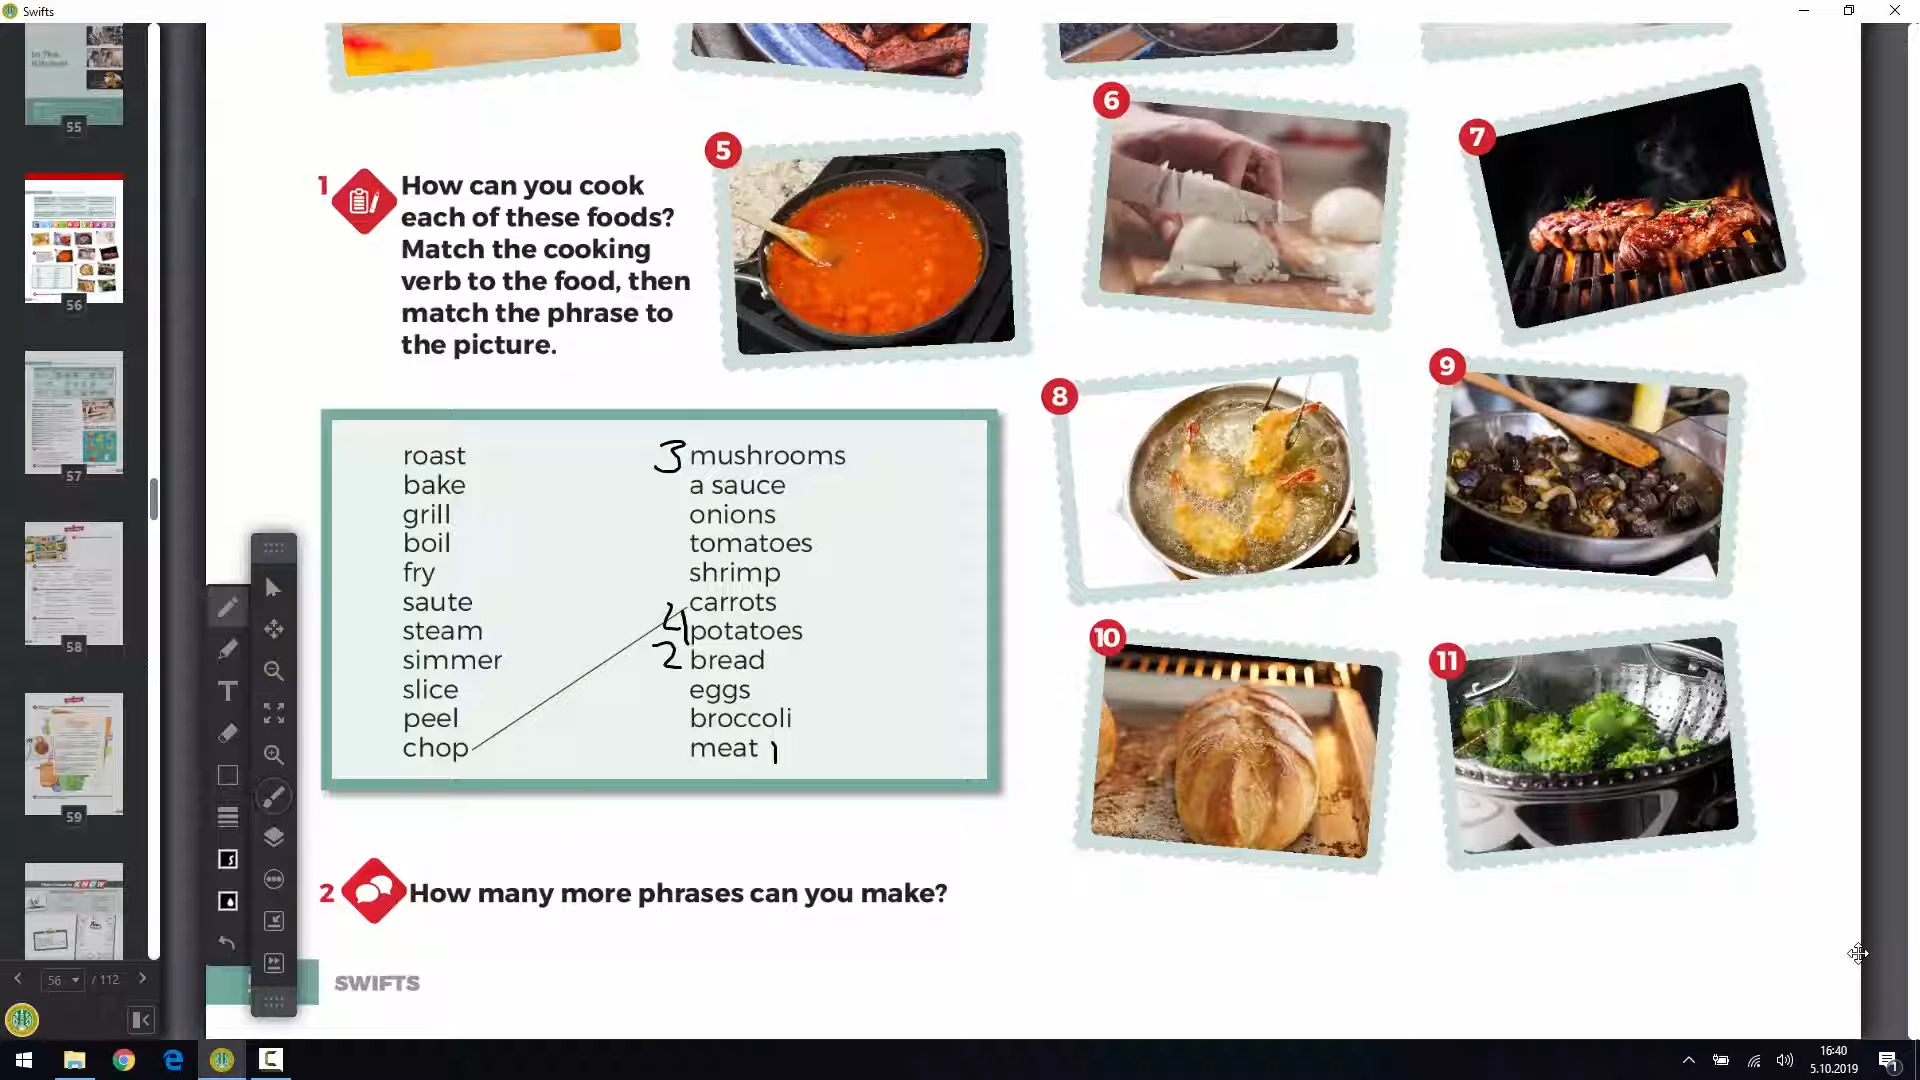 Swifts
In The
Kitchen
55
56
57
58
59
56 / 112
5
6
7
1 How can you cook
each of these foods?
Match the cooking
verb to the food, then
match the phrase to
the picture.
8
9
roast 3 mushrooms
bake a sauce
grill onions
boil tomatoes
fry shrimp
saute carrots
steam 4 potatoes
simmer 2 bread
slice eggs
peel broccoli
chop meat 1
10
11
2 How many more phrases can you make?
SWIFTS
T
16:40
5.10.2019
1